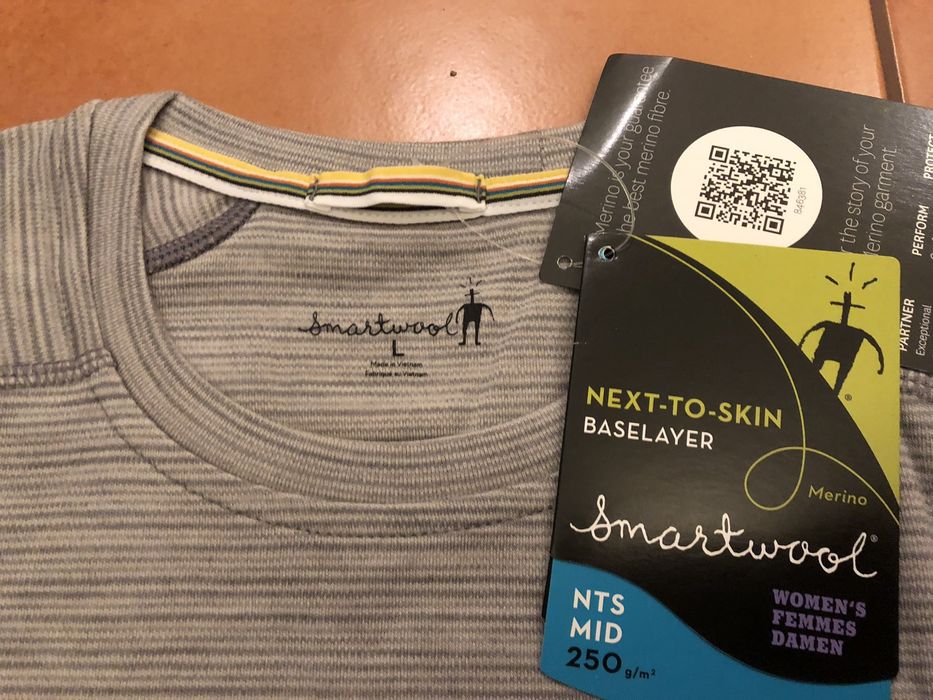 smartwool
L
Made in Vietnam
Fabriqué au Vietnam
Merino is your guarantee
the best merino fibre.
846381
the story of your
merino garment.
PROTECT
PERFORM
PARTNER
Exceptional
NEXT-TO-SKIN
BASELAYER
Merino
smartwool®
NTS
MID
250 g/m²
WOMEN'S
FEMMES
DAMEN